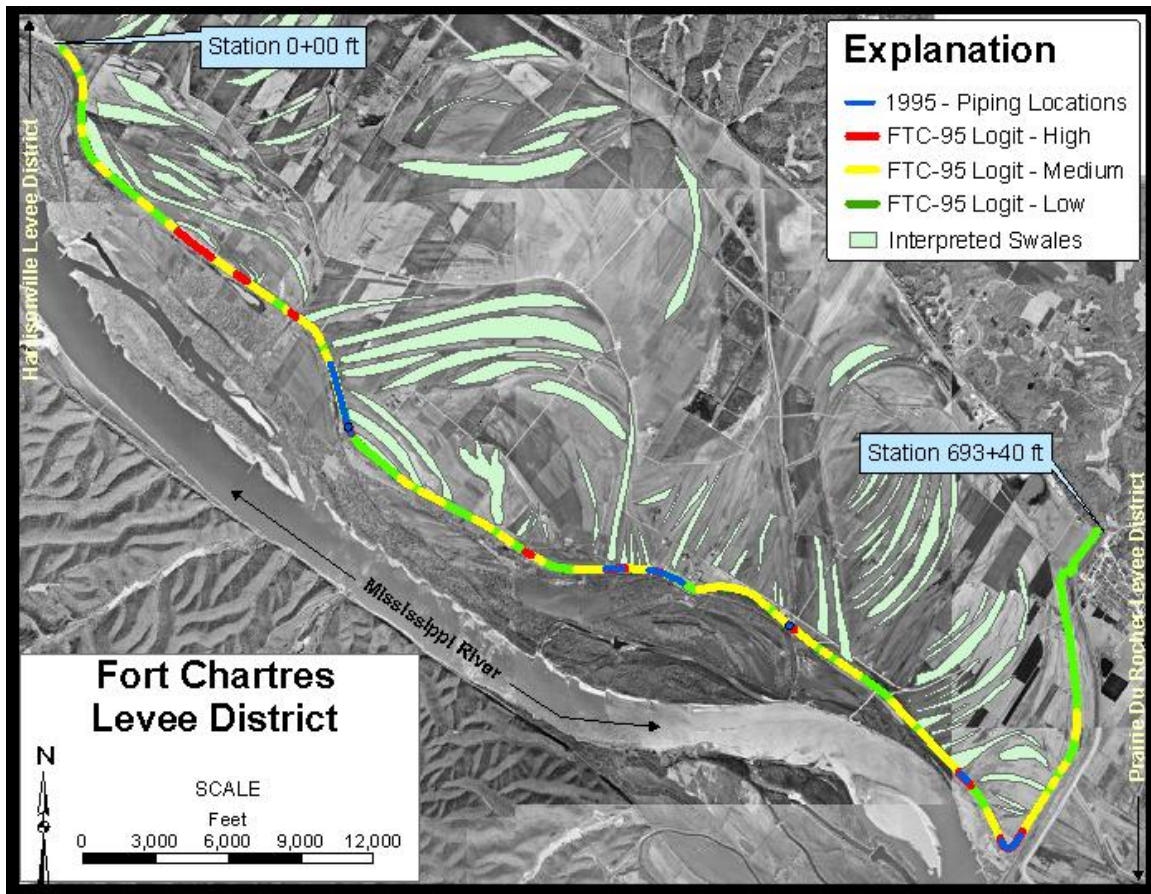 Station 0+00 ft
Explanation
1995 - Piping Locations
FTC-95 Logit - High
FTC-95 Logit - Medium
FTC-95 Logit - Low
Interpreted Swales
Harrisonville Levee District
Station 693+40 ft
Mississippi River
Prairie Du Rocher Levee District
Fort Chartres
Levee District
N
SCALE
Feet
0 3,000 6,000 9,000 12,000